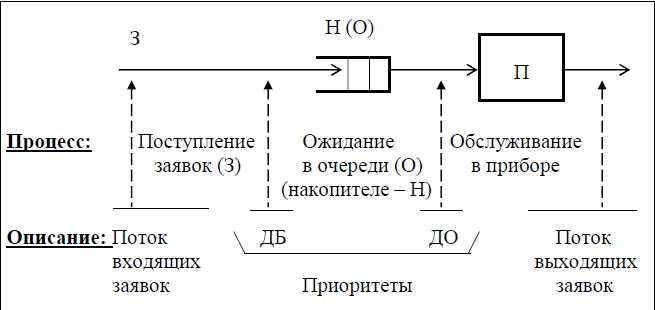 З
Н (О)
П
Процесс:
Поступление
заявок (З)
Ожидание
в очереди (О)
(накопителе – Н)
Обслуживание
в приборе
Описание:
Поток
входящих
заявок
ДБ
ДО
Приоритеты
Поток
выходящих
заявок